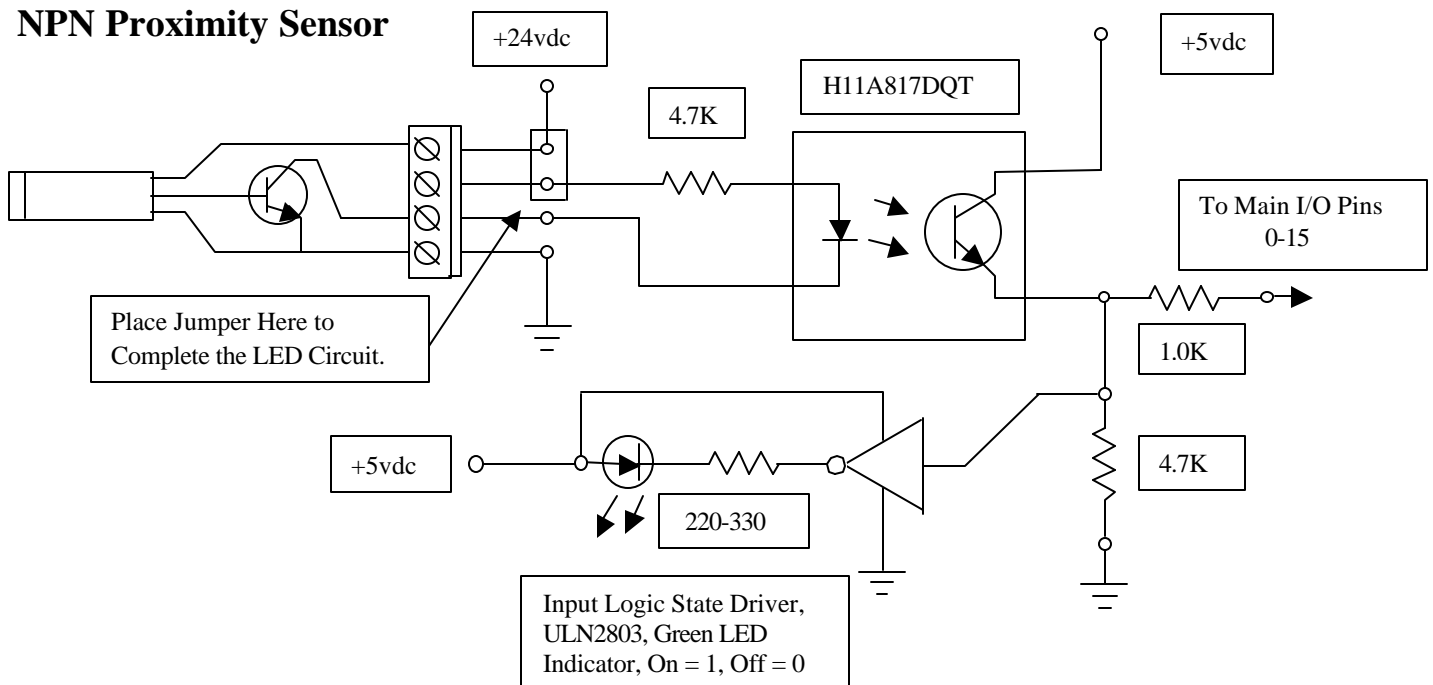 NPN Proximity Sensor
+24vdc
+5vdc
H11A817DQT
4.7K
To Main I/O Pins
0-15
Place Jumper Here to
Complete the LED Circuit.
1.0K
+5vdc
4.7K
220-330
Input Logic State Driver,
ULN2803, Green LED
Indicator, On = 1, Off = 0